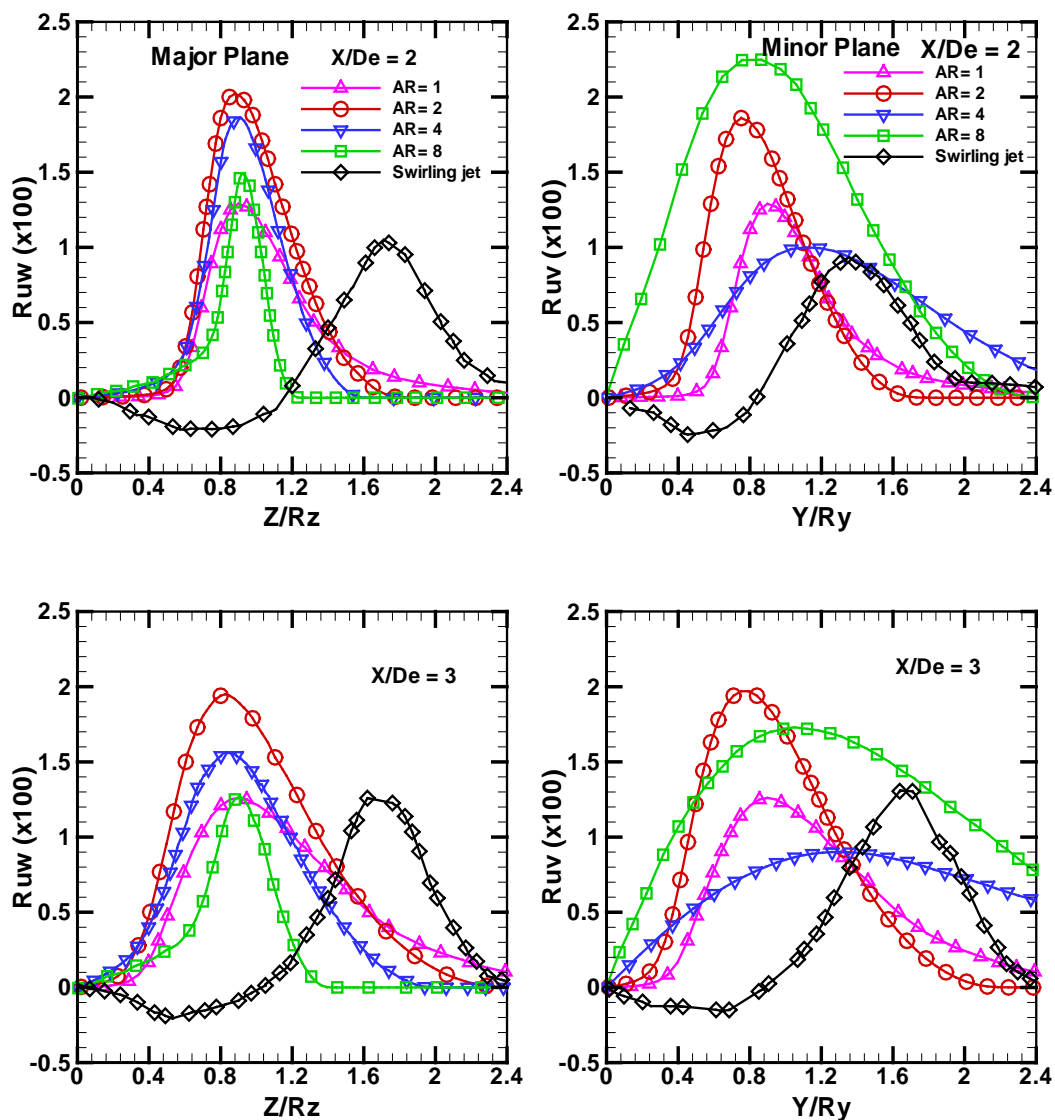 Major Plane
X/De = 2
AR= 1
AR= 2
AR= 4
AR= 8
Swirling jet
Ruw (x100)
2.5
2
1.5
1
0.5
0
-0.5
0 0.4 0.8 1.2 1.6 2 2.4
Z/Rz
Minor Plane
X/De = 2
AR= 1
AR= 2
AR= 4
AR= 8
Swirling jet
Ruv (x100)
2.5
2
1.5
1
0.5
0
-0.5
0 0.4 0.8 1.2 1.6 2 2.4
Y/Ry
X/De = 3
Ruw (x100)
2.5
2
1.5
1
0.5
0
-0.5
0 0.4 0.8 1.2 1.6 2 2.4
Z/Rz
X/De = 3
Ruv (x100)
2.5
2
1.5
1
0.5
0
-0.5
0 0.4 0.8 1.2 1.6 2 2.4
Y/Ry